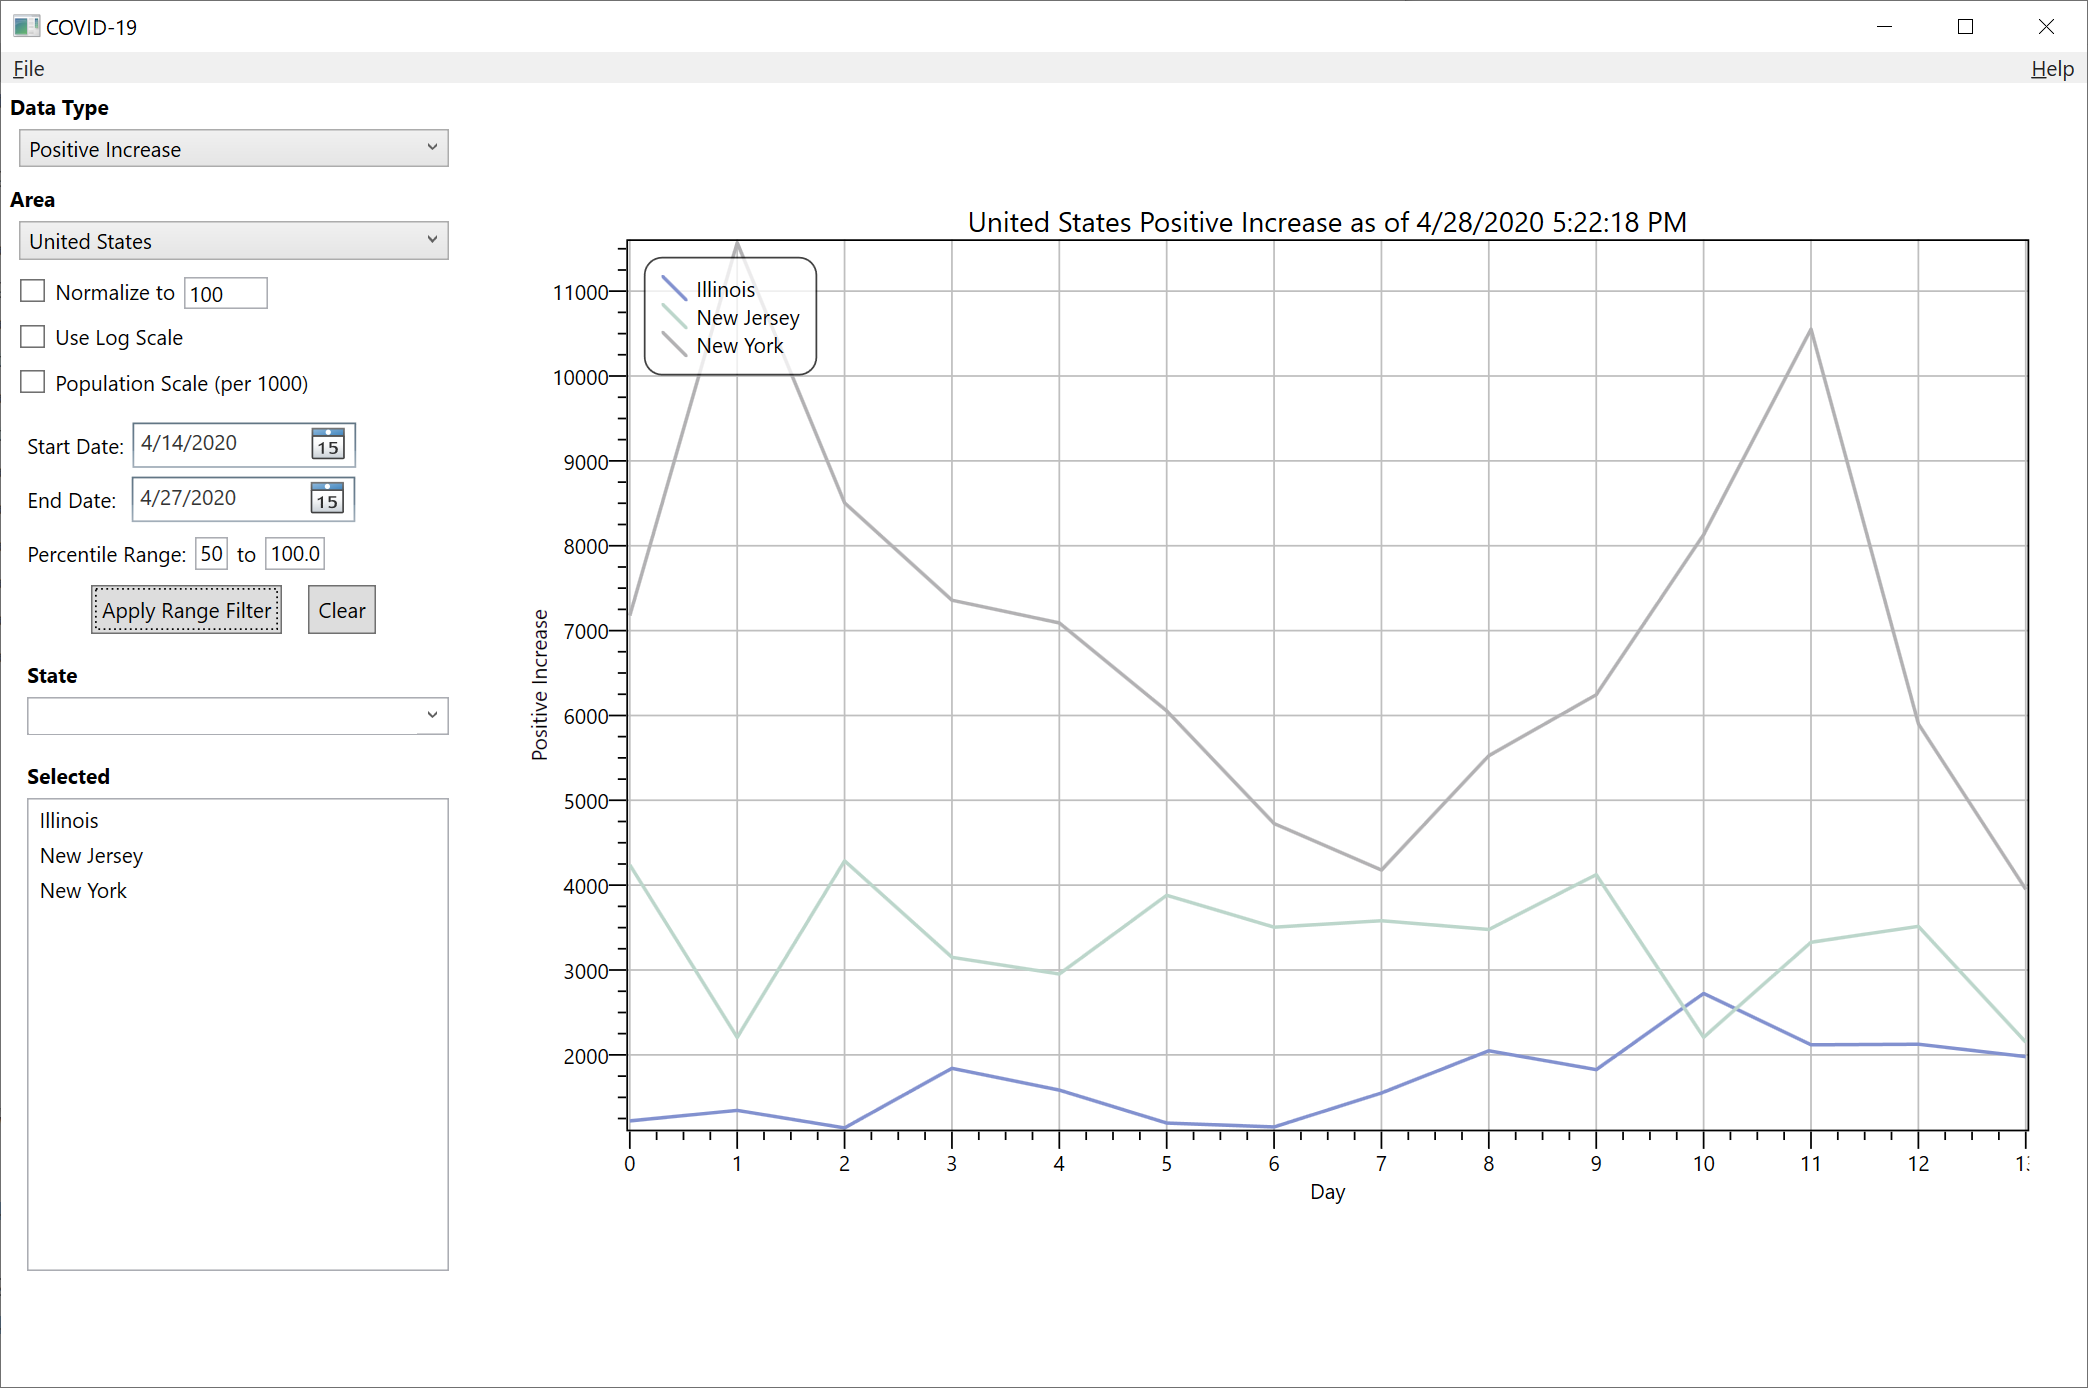 COVID-19
File
Help
Data Type
Positive Increase
Area
United States
Normalize to 100
Use Log Scale
Population Scale (per 1000)
Start Date: 4/14/2020 15
End Date: 4/27/2020 15
Percentile Range: 50 to 100.0
Apply Range Filter Clear
State
Selected
Illinois
New Jersey
New York
United States Positive Increase as of 4/28/2020 5:22:18 PM
Illinois
New Jersey
New York
Positive Increase
11000
10000
9000
8000
7000
6000
5000
4000
3000
2000
0 1 2 3 4 5 6 7 8 9 10 11 12
Day